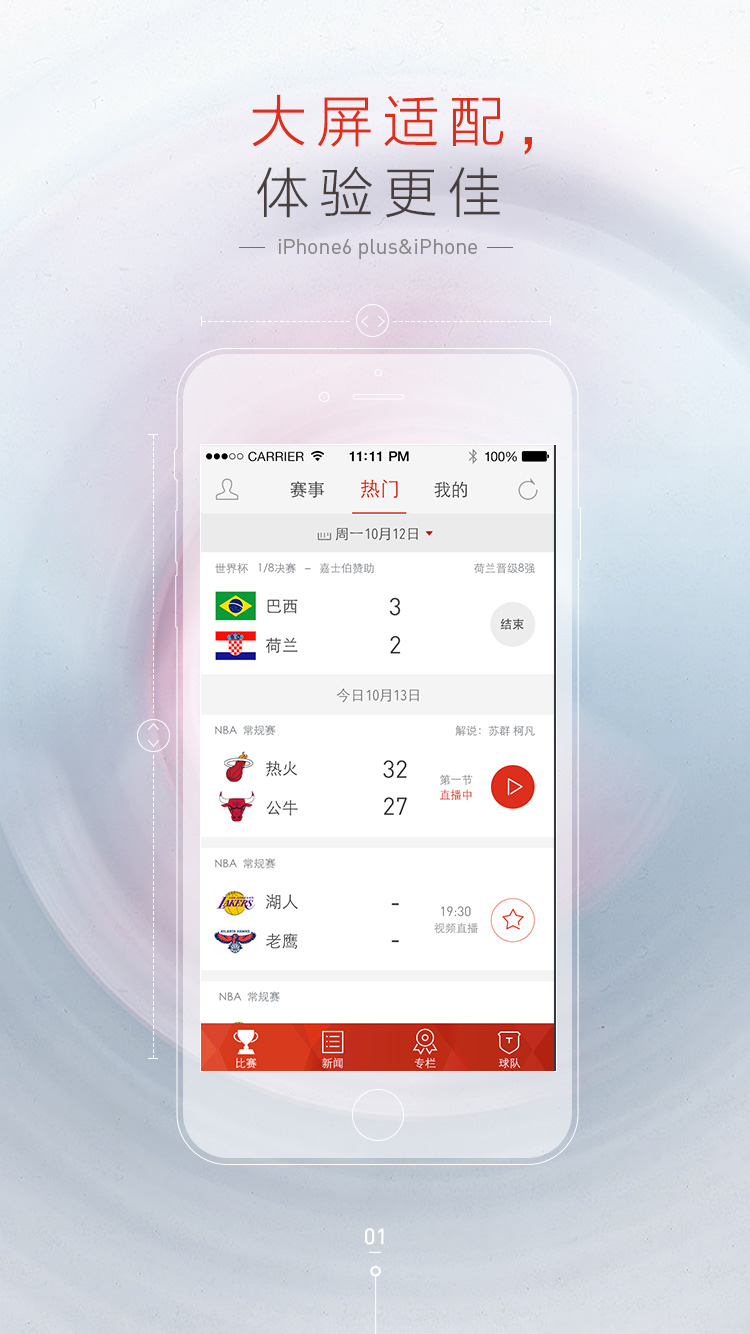 大屏适配,
体验更佳
iPhone6 plus&iPhone
CARRIER 11:11 PM 100%
赛事 热门 我的
周一10月12日
世界杯 1/8决赛 - 嘉士伯赞助 荷兰晋级8强
巴西 3
荷兰 2
结束
今日10月13日
NBA 常规赛 解说: 苏群 柯凡
热火 32
公牛 27
第一节
直播中
NBA 常规赛
LAKERS 湖人 -
ATLANTA HAWKS 老鹰 -
19:30
视频直播
NBA 常规赛
比赛 新闻 专栏 T 球队
01